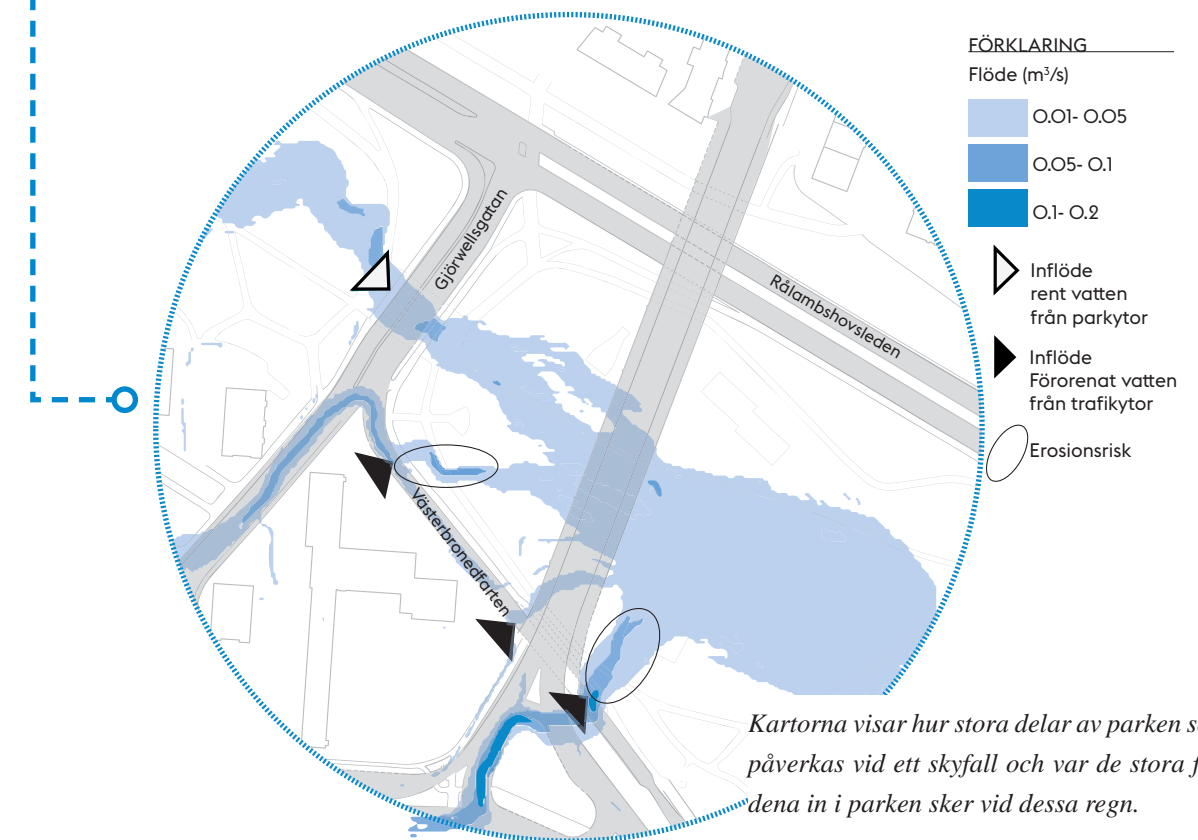 FÖRKLARING
Flöde (m³/s)
0.01- 0.05
0.05- 0.1
0.1- 0.2
Inflöde
rent vatten
från parkytor
Inflöde
Förorenat vatten
från trafikytor
Erosionsrisk
Gjörwellsgatan
Rålambshovsleden
Västerbronedfarten
Kartorna visar hur stora delar av parken
påverkas vid ett skyfall och var de stora
dena in i parken sker vid dessa regn.